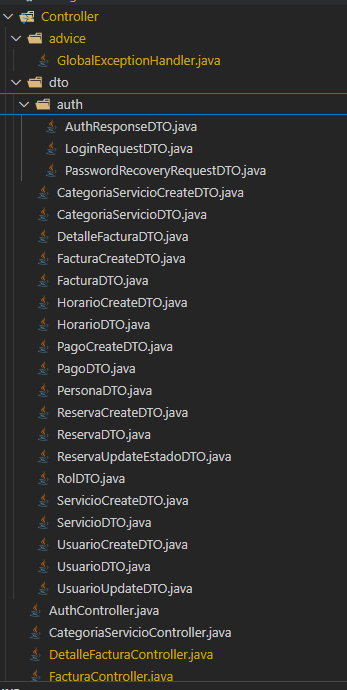 Controller
advice
GlobalExceptionHandler.java
dto
auth
AuthResponseDTO.java
LoginRequestDTO.java
PasswordRecoveryRequestDTO.java
CategoriaServicioCreateDTO.java
CategoriaServicioDTO.java
DetalleFacturaDTO.java
FacturaCreateDTO.java
FacturaDTO.java
HorarioCreateDTO.java
HorarioDTO.java
PagoCreateDTO.java
PagoDTO.java
PersonaDTO.java
ReservaCreateDTO.java
ReservaDTO.java
ReservaUpdateEstadoDTO.java
RolDTO.java
ServicioCreateDTO.java
ServicioDTO.java
UsuarioCreateDTO.java
UsuarioDTO.java
UsuarioUpdateDTO.java
AuthController.java
CategoriaServicioController.java
DetalleFacturaController.java
FacturaController.java